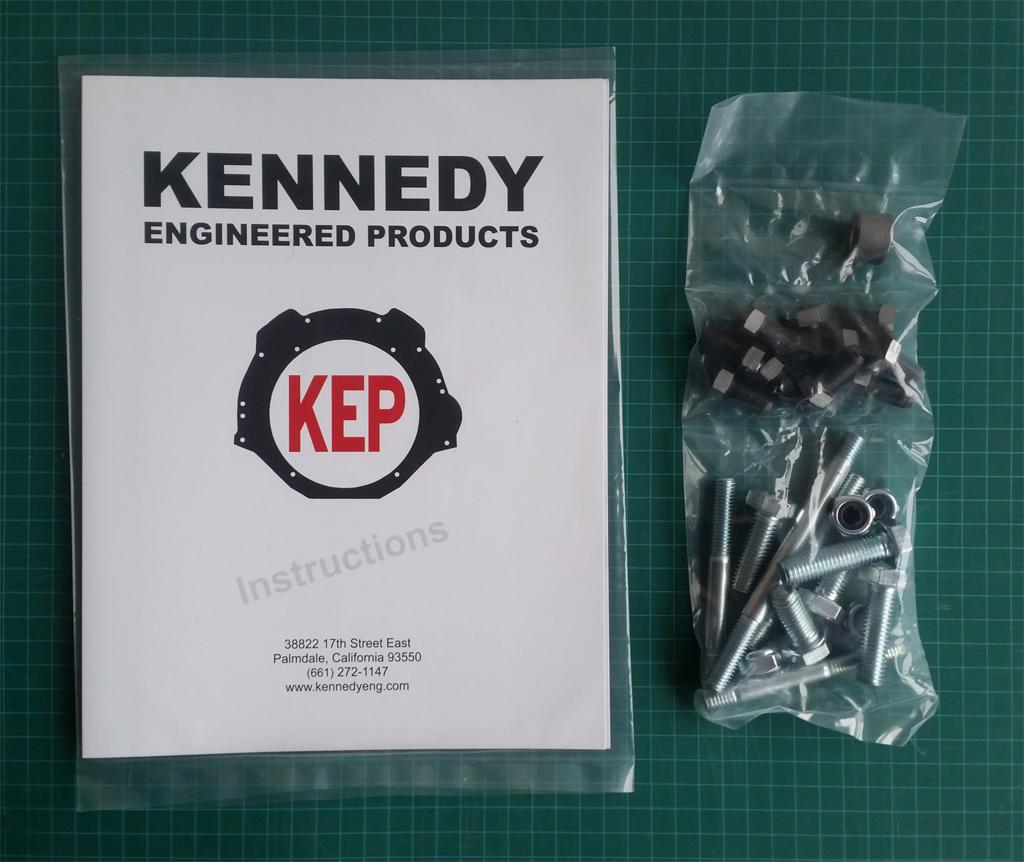 KENNEDY
ENGINEERED PRODUCTS
KEP
Instructions
38822 17th Street East
Palmdale, California 93550
(661) 272-1147
www.kennedyeng.com